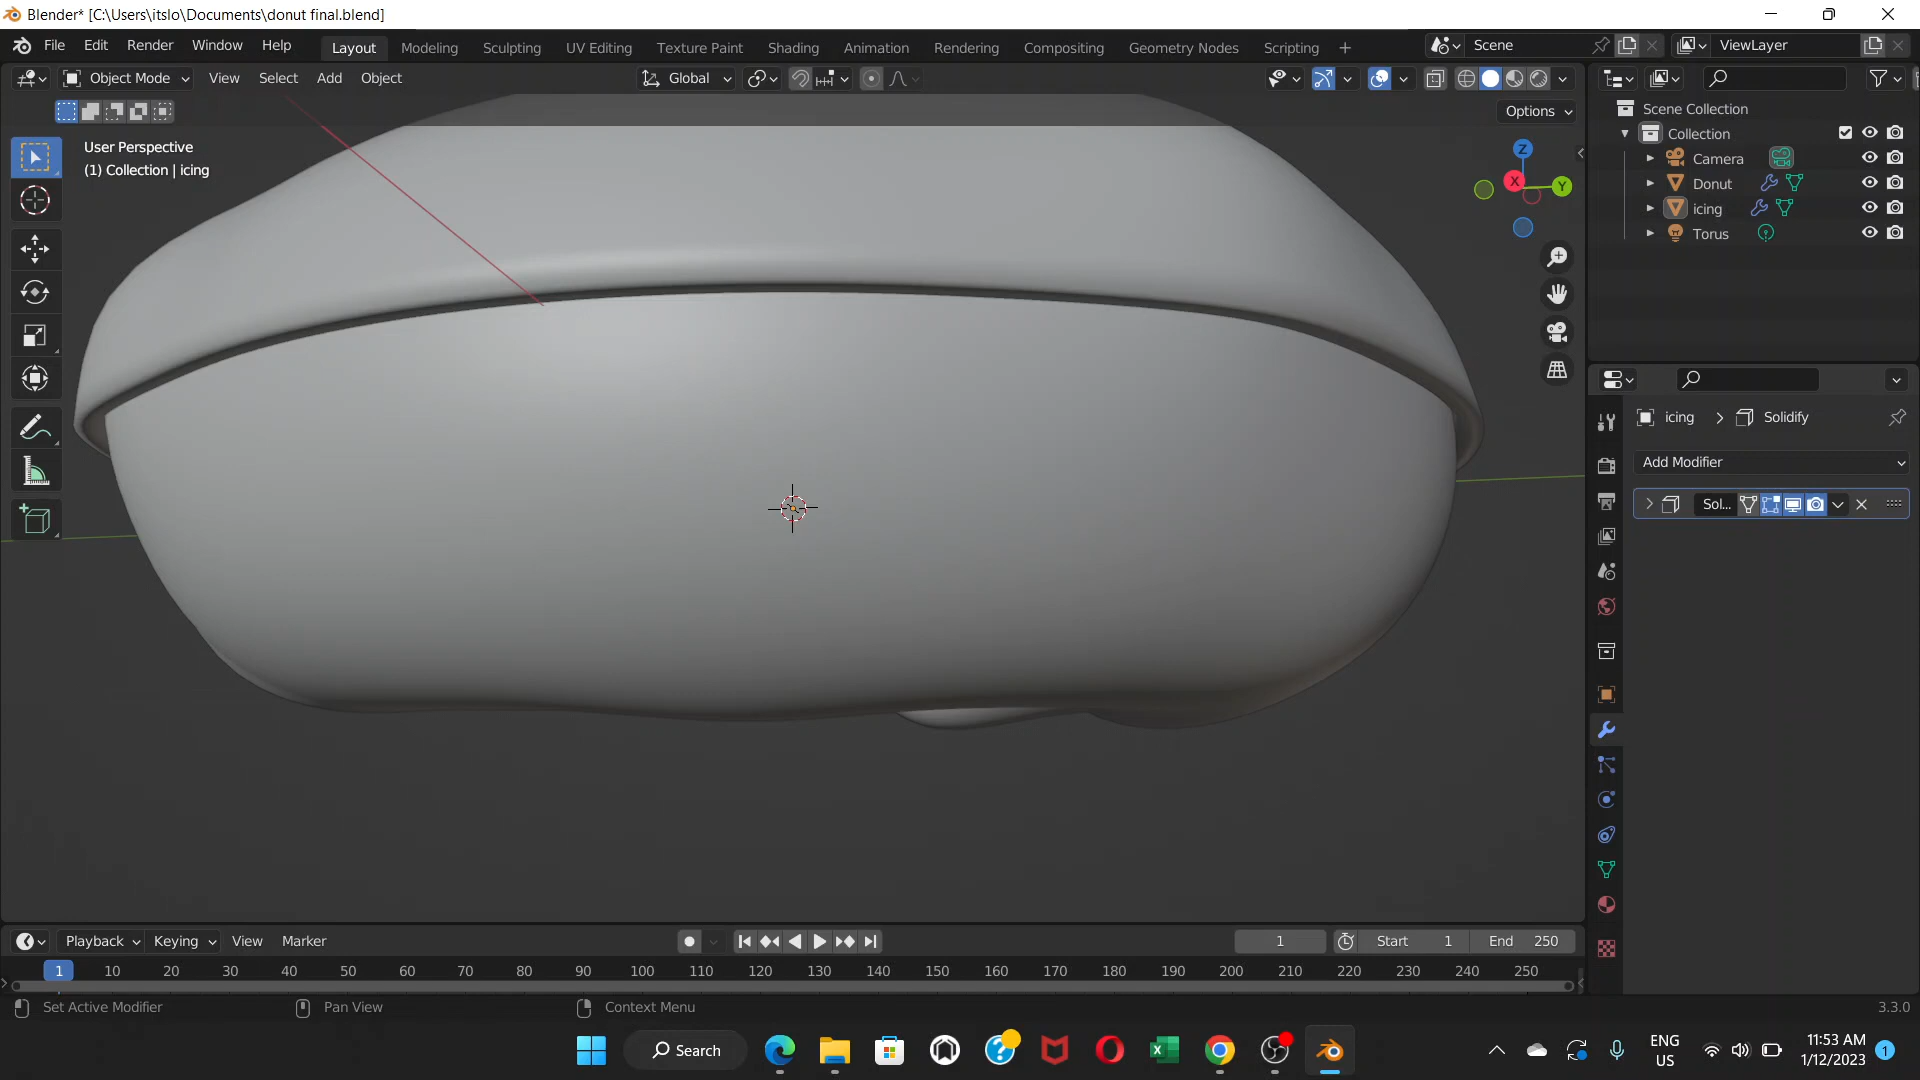 Blender* [C:\Users\itslo\Documents\donut final.blend]
File Edit Render Window Help Layout Modeling Sculpting UV Editing Texture Paint Shading Animation Rendering Compositing Geometry Nodes Scripting + Scene ViewLayer
Object Mode View Select Add Object Global
Options
User Perspective
(1) Collection | icing
Z
X
Y
Scene Collection
Collection
Camera
Donut
icing
Torus
icing > Solidify
Add Modifier
Sol...
Playback Keying View Marker 1 Start 1 End 250
1 10 20 30 40 50 60 70 80 90 100 110 120 130 140 150 160 170 180 190 200 210 220 230 240 250
Set Active Modifier Pan View Context Menu 3.3.0
Search
ENG
US
11:53 AM
1/12/2023
1